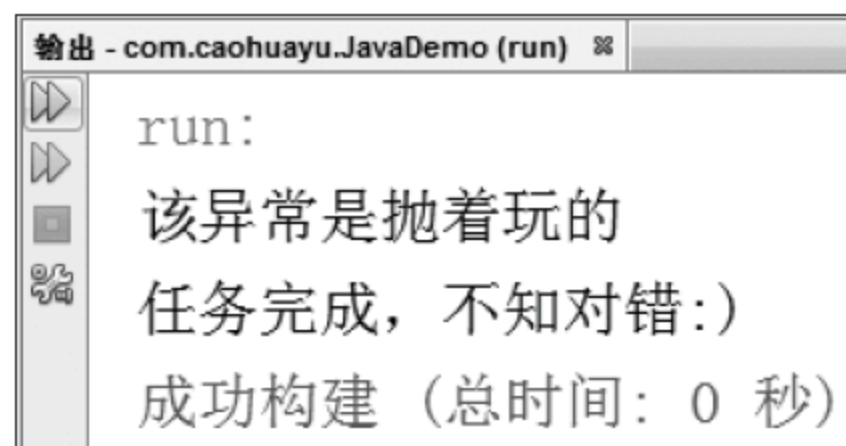 输出 - com.caohuayu.JavaDemo (run)
run:
该异常是抛着玩的
任务完成，不知对错:)
成功构建 (总时间: 0 秒)